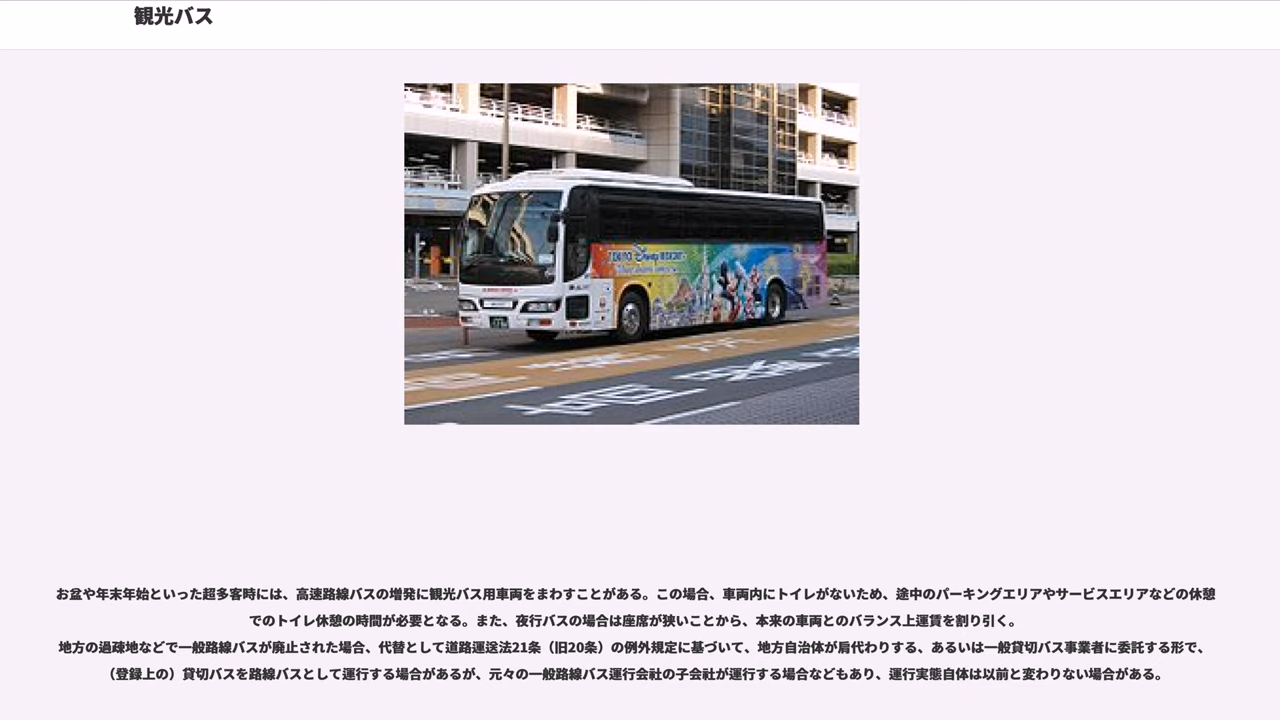 観光バス
TOKYO Disney RESORT
お盆や年末年始といった超多客時には、高速路線バスの増発に観光バス用車両をまわすことがある。この場合、車両内にトイレがないため、途中のパーキングエリアやサービスエリアなどの休憩
でのトイレ休憩の時間が必要となる。また、夜行バスの場合は座席が狭いことから、本来の車両とのバランス上運賃を割り引く。
地方の過疎地などで一般路線バスが廃止された場合、代替として道路運送法21条（旧20条）の例外規定に基づいて、地方自治体が肩代わりする、あるいは一般貸切バス事業者に委託する形で、
（登録上の）貸切バスを路線バスとして運行する場合があるが、元々の一般路線バス運行会社の子会社が運行する場合などもあり、運行実態自体は以前と変わりない場合がある。